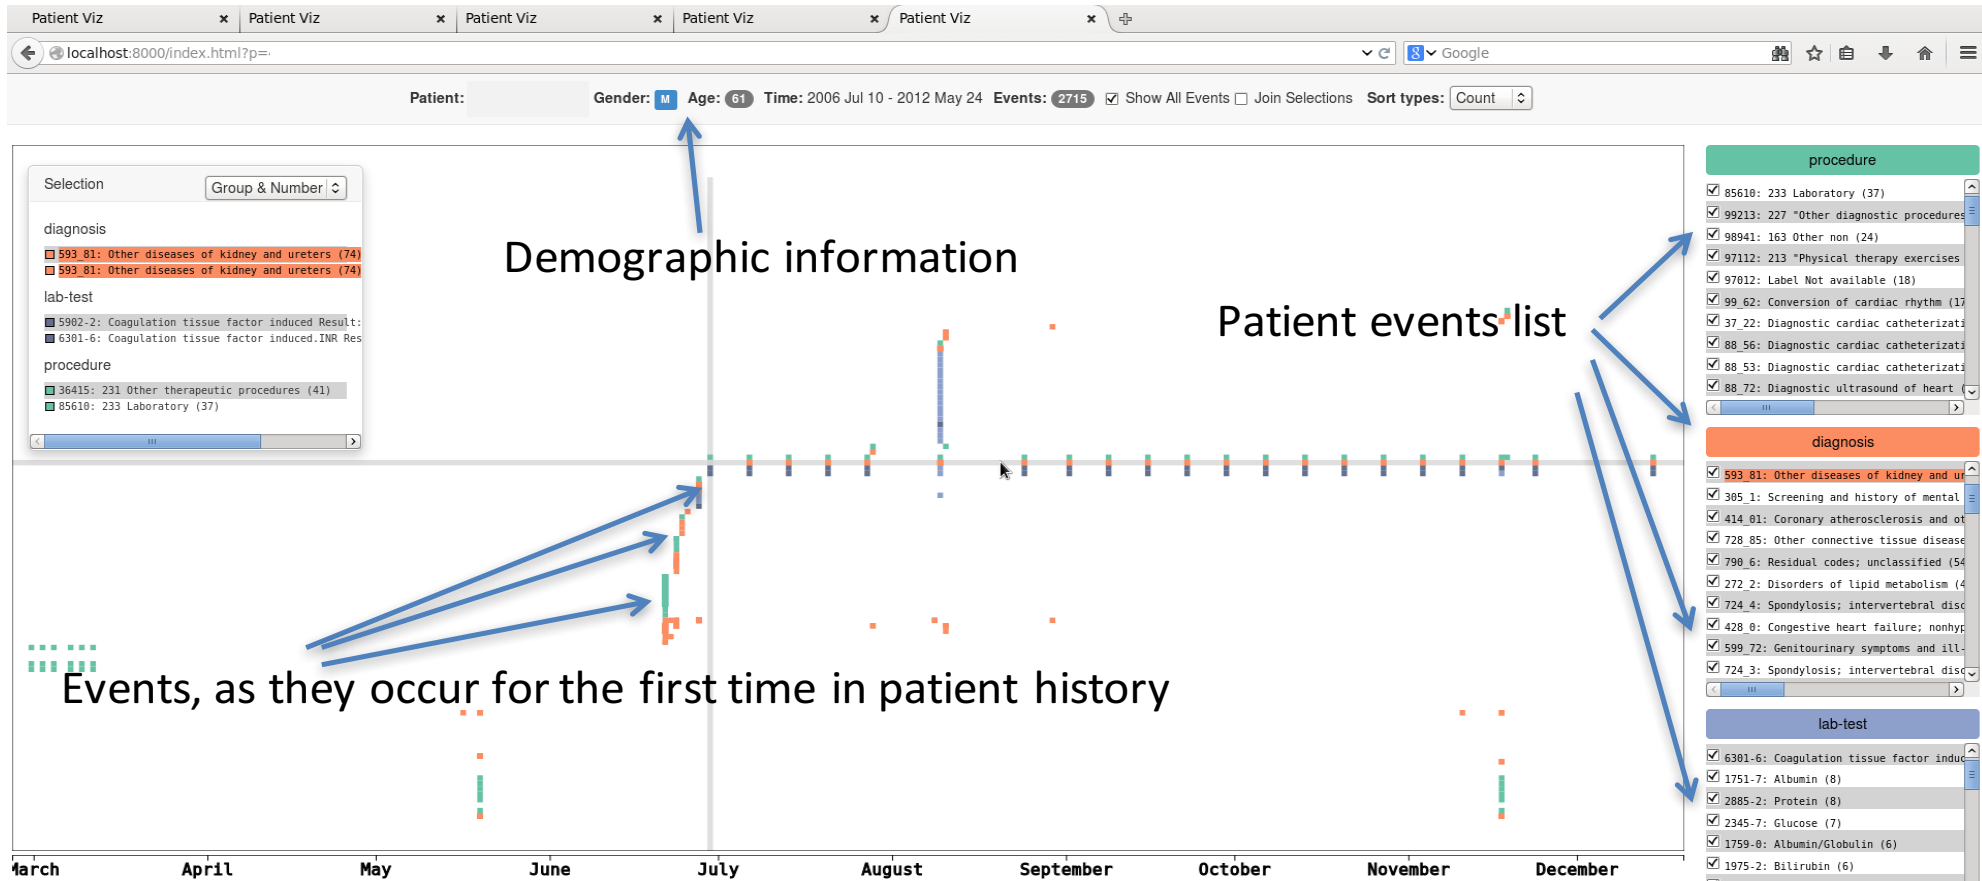 Patient Viz × Patient Viz × Patient Viz × Patient Viz × Patient Viz ×
localhost:8000/index.html?p=
Google
Patient: Gender: M Age: 61 Time: 2006 Jul 10 - 2012 May 24 Events: 2715 Show All Events Join Selections Sort types: Count
Selection Group & Number
diagnosis
593_81: Other diseases of kidney and ureters (74)
593_81: Other diseases of kidney and ureters (74)
lab-test
5902-2: Coagulation tissue factor induced Result:
6301-6: Coagulation tissue factor induced.INR Res
procedure
36415: 231 Other therapeutic procedures (41)
85610: 233 Laboratory (37)
Demographic information
Patient events list
Events, as they occur for the first time in patient history
procedure
85610: 233 Laboratory (37)
99213: 227 "Other diagnostic procedures
98941: 163 Other non (24)
97112: 213 "Physical therapy exercises
97012: Label Not available (18)
99_62: Conversion of cardiac rhythm (17
37_22: Diagnostic cardiac catheterizati
88_56: Diagnostic cardiac catheterizati
88_53: Diagnostic cardiac catheterizati
88_72: Diagnostic ultrasound of heart (
diagnosis
593_81: Other diseases of kidney and ur
305_1: Screening and history of mental
414_01: Coronary atherosclerosis and ot
728_85: Other connective tissue disease
790_6: Residual codes; unclassified (54
272_2: Disorders of lipid metabolism (4
724_4: Spondylosis; intervertebral disc
428_0: Congestive heart failure; nonhyp
599_72: Genitourinary symptoms and ill-
724_3: Spondylosis; intervertebral disc
lab-test
6301-6: Coagulation tissue factor induc
1751-7: Albumin (8)
2885-2: Protein (8)
2345-7: Glucose (7)
1759-0: Albumin/Globulin (6)
1975-2: Bilirubin (6)
March April May June July August September October November December